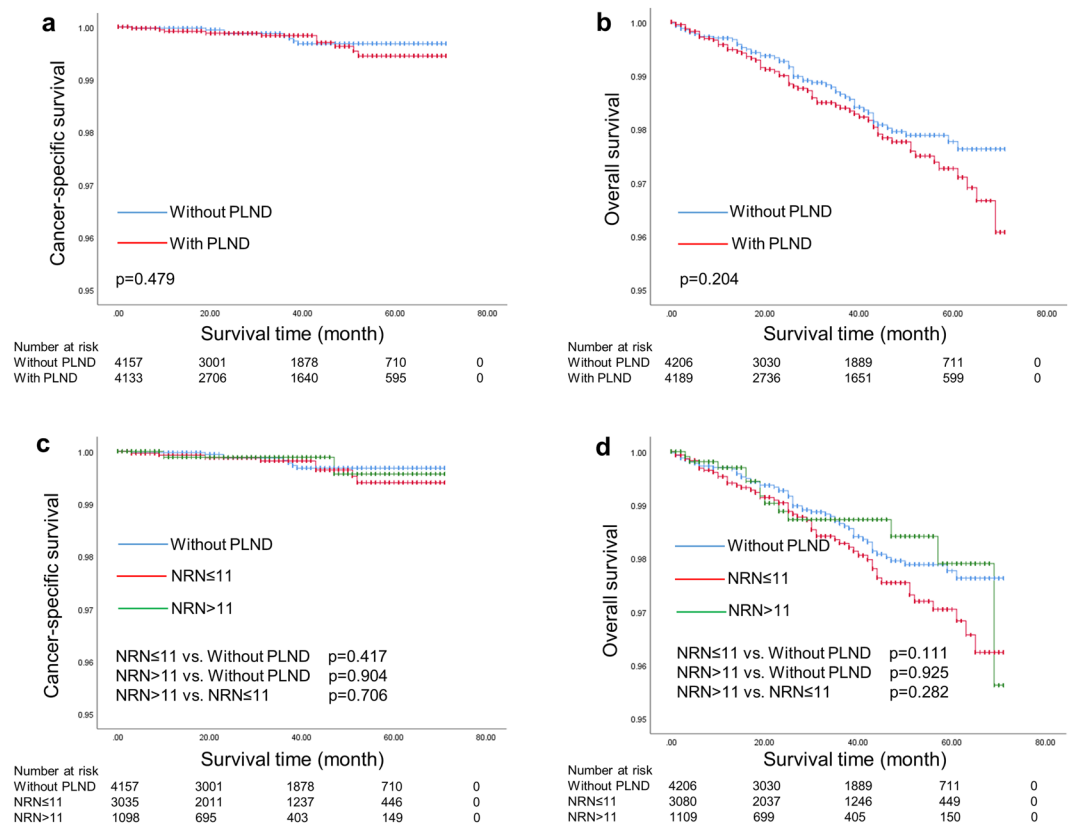 a
Cancer-specific survival
1.00
0.99
0.98
0.97
0.96
0.95
Without PLND
With PLND
p=0.479
.00 20.00 40.00 60.00 80.00
Survival time (month)
Number at risk
Without PLND 4157 3001 1878 710 0
With PLND 4133 2706 1640 595 0
b
Overall survival
1.00
0.99
0.98
0.97
0.96
0.95
Without PLND
With PLND
p=0.204
.00 20.00 40.00 60.00 80.00
Survival time (month)
Number at risk
Without PLND 4206 3030 1889 711 0
With PLND 4189 2736 1651 599 0
c
Cancer-specific survival
1.00
0.99
0.98
0.97
0.96
0.95
Without PLND
NRN≤11
NRN>11
NRN≤11 vs. Without PLND p=0.417
NRN>11 vs. Without PLND p=0.904
NRN>11 vs. NRN≤11 p=0.706
.00 20.00 40.00 60.00 80.00
Survival time (month)
Number at risk
Without PLND 4157 3001 1878 710 0
NRN≤11 3035 2011 1237 446 0
NRN>11 1098 695 403 149 0
d
Overall survival
1.00
0.99
0.98
0.97
0.96
0.95
Without PLND
NRN≤11
NRN>11
NRN≤11 vs. Without PLND p=0.111
NRN>11 vs. Without PLND p=0.925
NRN>11 vs. NRN≤11 p=0.282
.00 20.00 40.00 60.00 80.00
Survival time (month)
Number at risk
Without PLND 4206 3030 1889 711 0
NRN≤11 3080 2037 1246 449 0
NRN>11 1109 699 405 150 0